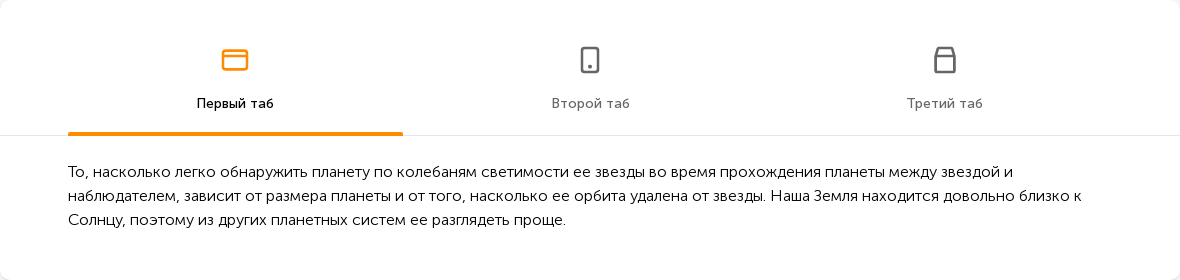 Первый таб
Второй таб
Третий таб
То, насколько легко обнаружить планету по колебаням светимости ее звезды во время прохождения планеты между звездой и
наблюдателем, зависит от размера планеты и от того, насколько ее орбита удалена от звезды. Наша Земля находится довольно близко к
Солнцу, поэтому из других планетных систем ее разглядеть проще.